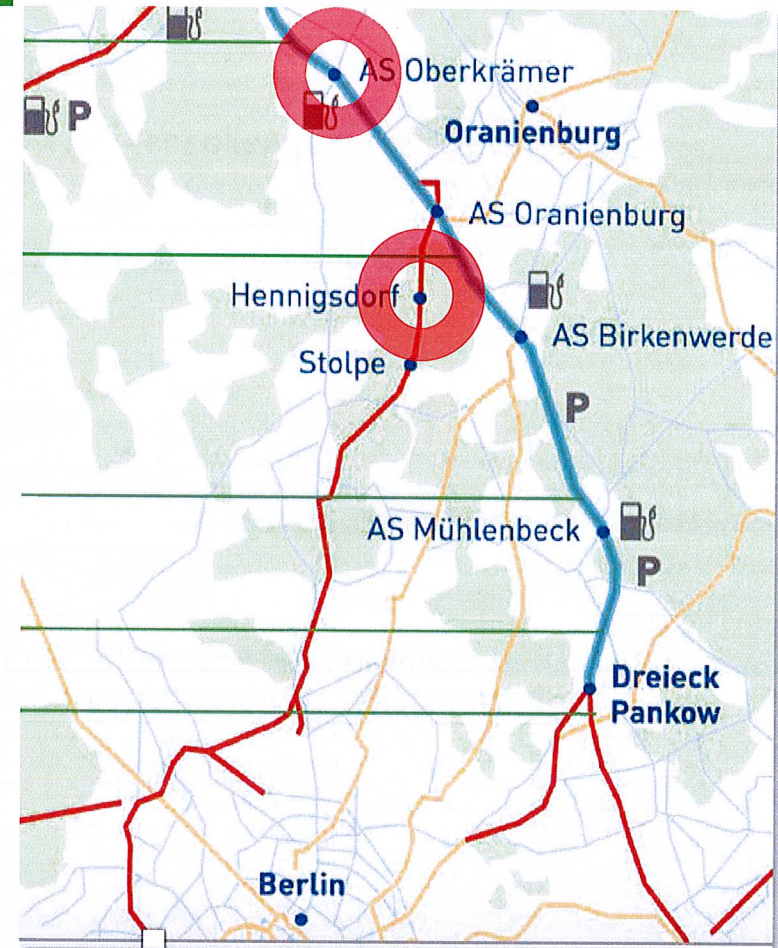 AS Oberkrämer
P
Oranienburg
AS Oranienburg
Hennigsdorf
AS Birkenwerde
Stolpe
P
AS Mühlenbeck
P
Dreieck
Pankow
Berlin